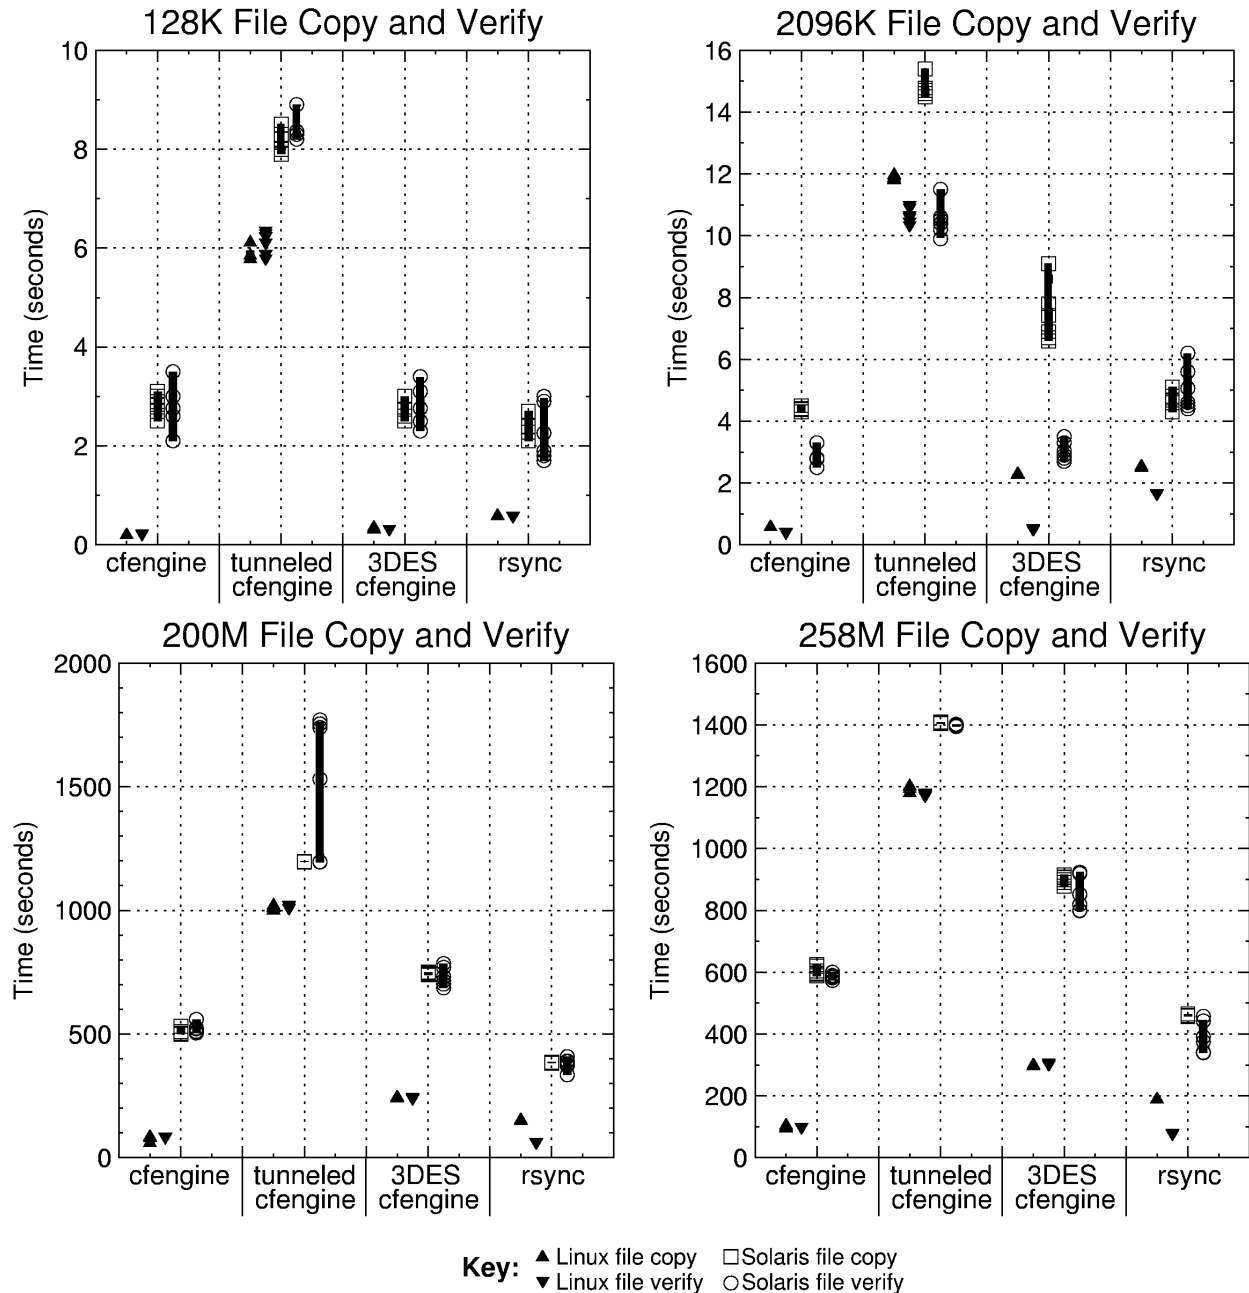 128K File Copy and Verify
10
8
6
4
2
0
Time (seconds)
cfengine
tunneled
cfengine
3DES
cfengine
rsync
2096K File Copy and Verify
16
14
12
10
8
6
4
2
0
Time (seconds)
cfengine
tunneled
cfengine
3DES
cfengine
rsync
200M File Copy and Verify
2000
1500
1000
500
0
Time (seconds)
cfengine
tunneled
cfengine
3DES
cfengine
rsync
258M File Copy and Verify
1600
1400
1200
1000
800
600
400
200
0
Time (seconds)
cfengine
tunneled
cfengine
3DES
cfengine
rsync
Key:
Linux file copy
Solaris file copy
Linux file verify
Solaris file verify